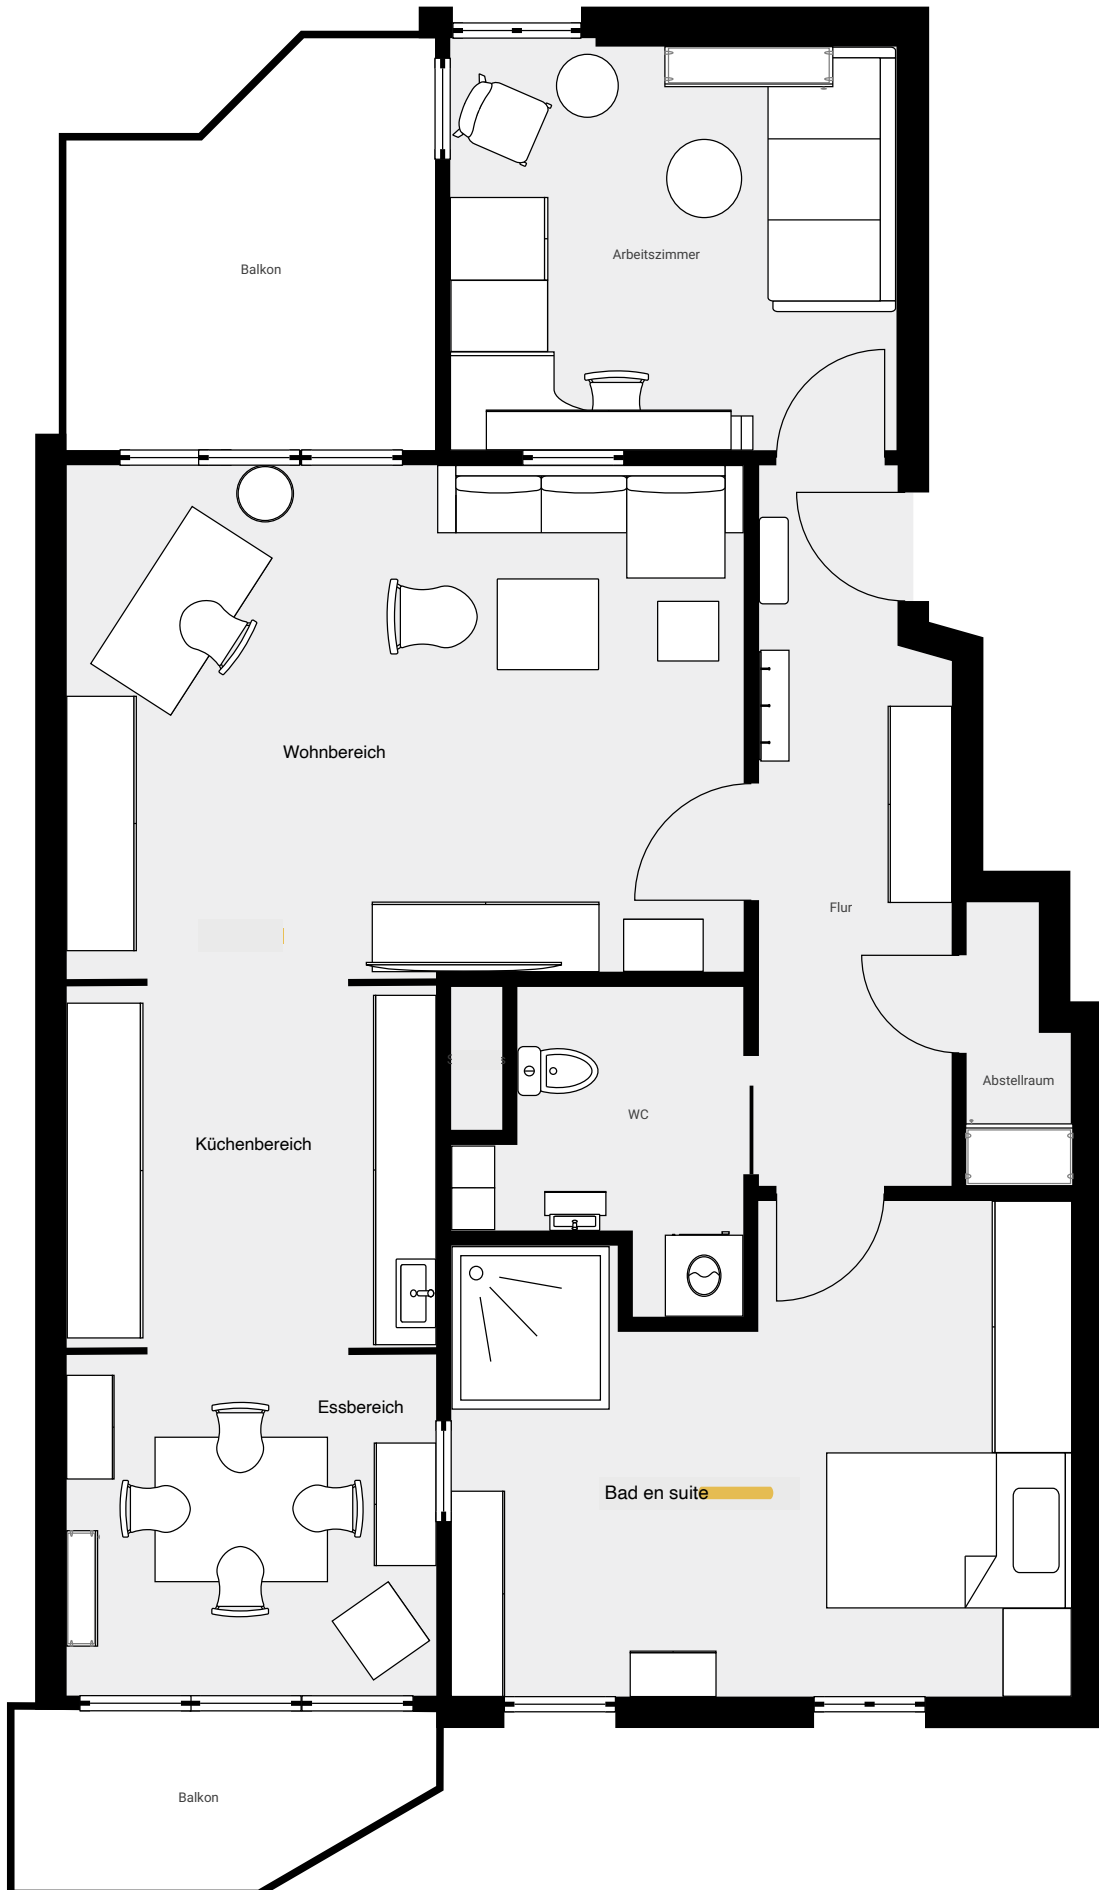 Balkon
Arbeitszimmer
Wohnbereich
Flur
Abstellraum
WC
Küchenbereich
Essbereich
Bad en suite
Balkon